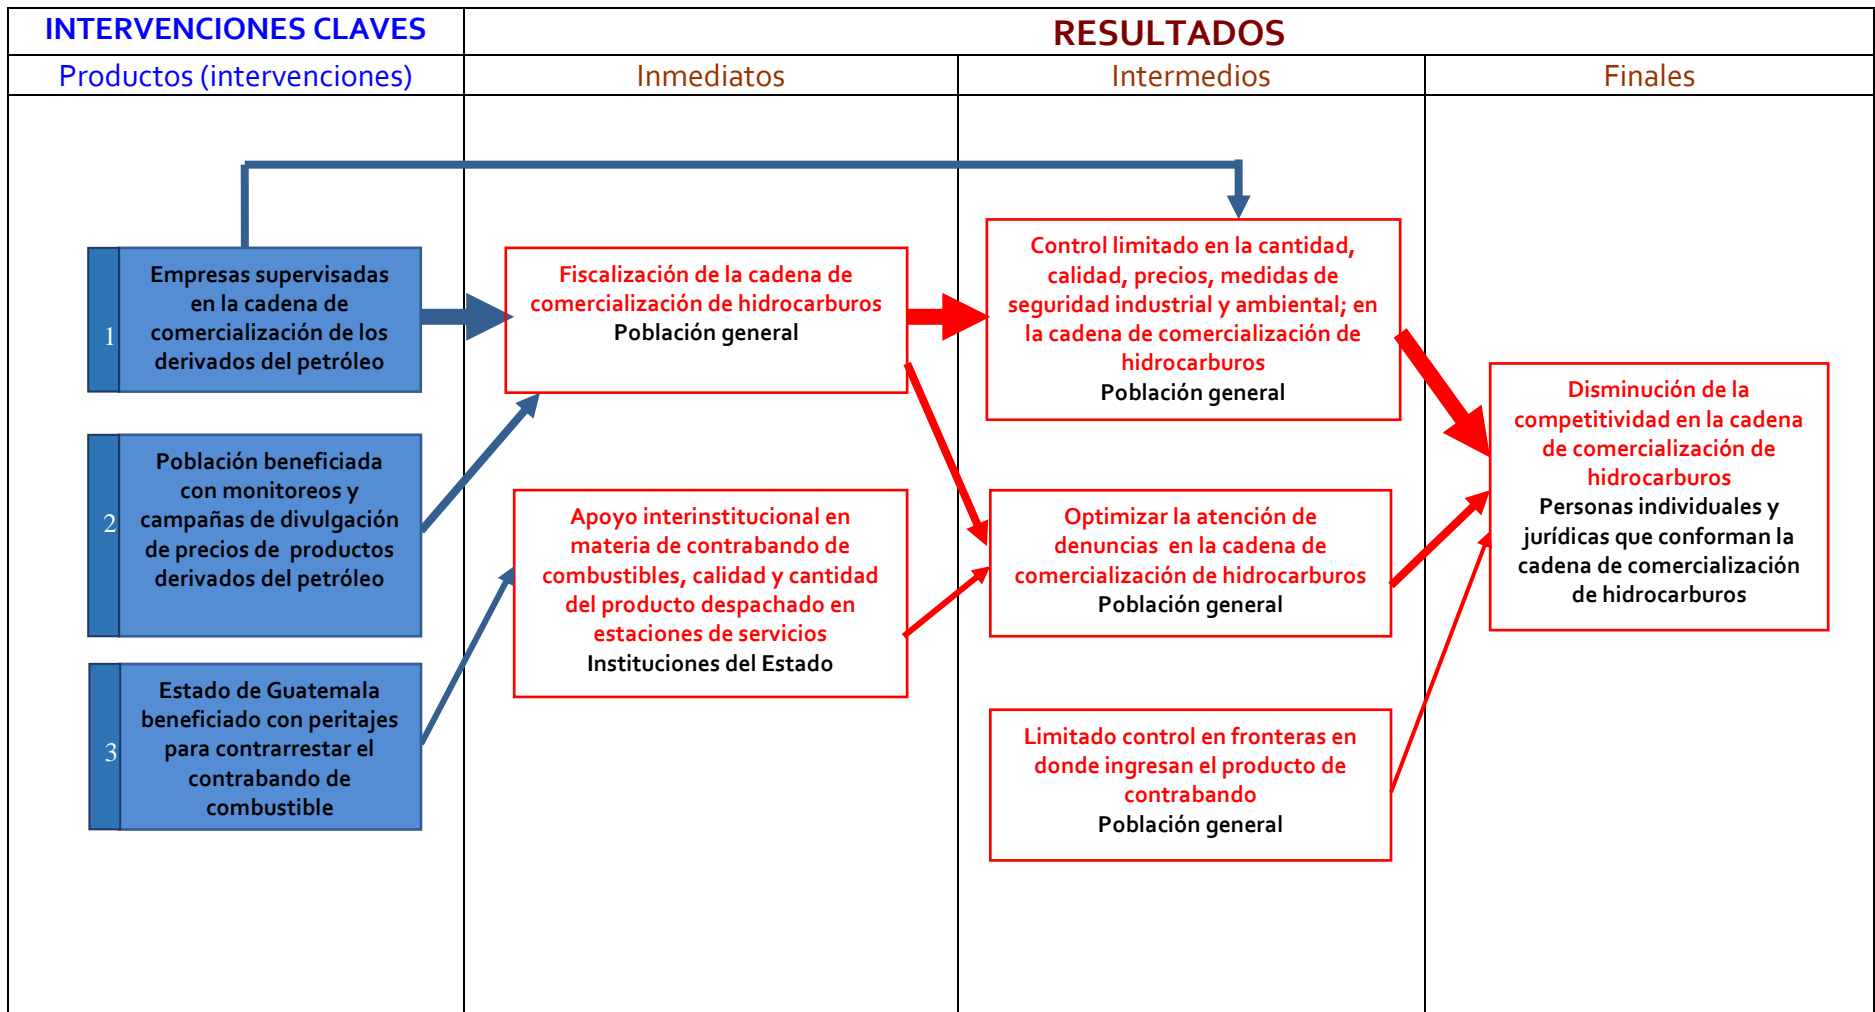 INTERVENCIONES CLAVES
RESULTADOS
Productos (intervenciones)
Inmediatos
Intermedios
Finales
1
Empresas supervisadas
en la cadena de
comercialización de los
derivados del petróleo
2
Población beneficiada
con monitoreos y
campañas de divulgación
de precios de productos
derivados del petróleo
3
Estado de Guatemala
beneficiado con peritajes
para contrarrestar el
contrabando de
combustible
Fiscalización de la cadena de
comercialización de hidrocarburos
Población general
Apoyo interinstitucional en
materia de contrabando de
combustibles, calidad y cantidad
del producto despachado en
estaciones de servicios
Instituciones del Estado
Control limitado en la cantidad,
calidad, precios, medidas de
seguridad industrial y ambiental; en
la cadena de comercialización de
hidrocarburos
Población general
Optimizar la atención de
denuncias en la cadena de
comercialización de hidrocarburos
Población general
Limitado control en fronteras en
donde ingresan el producto de
contrabando
Población general
Disminución de la
competitividad en la cadena
de comercialización de
hidrocarburos
Personas individuales y
jurídicas que conforman la
cadena de comercialización
de hidrocarburos